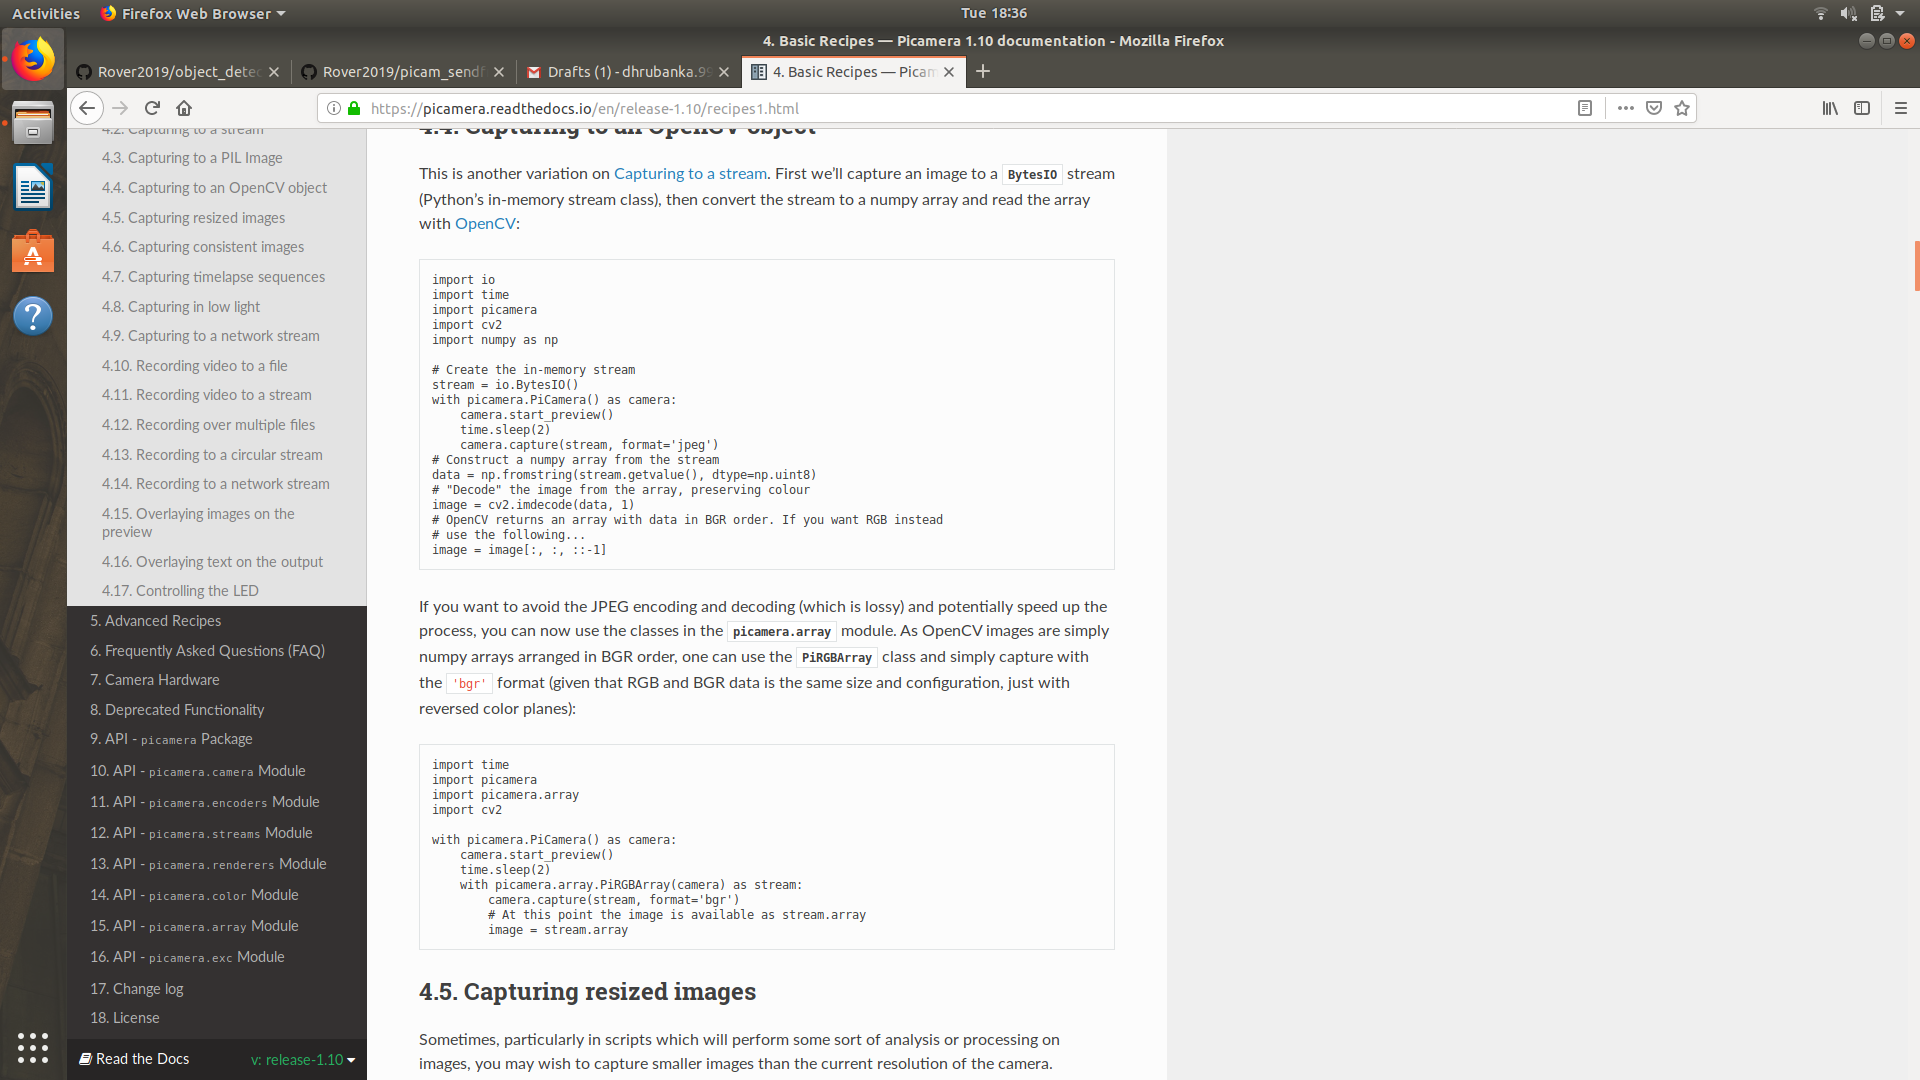 Activities
Firefox Web Browser
Tue 18:36
4. Basic Recipes — Picamera 1.10 documentation - Mozilla Firefox
Rover2019/object_detec
Rover2019/picam_sendf
Drafts (1) - dhrubanka.99
4. Basic Recipes — Picam
https://picamera.readthedocs.io/en/release-1.10/recipes1.html
4.2. Capturing to a stream
4.3. Capturing to a PIL Image
4.4. Capturing to an OpenCV object
4.5. Capturing resized images
4.6. Capturing consistent images
4.7. Capturing timelapse sequences
4.8. Capturing in low light
4.9. Capturing to a network stream
4.10. Recording video to a file
4.11. Recording video to a stream
4.12. Recording over multiple files
4.13. Recording to a circular stream
4.14. Recording to a network stream
4.15. Overlaying images on the
preview
4.16. Overlaying text on the output
4.17. Controlling the LED
5. Advanced Recipes
6. Frequently Asked Questions (FAQ)
7. Camera Hardware
8. Deprecated Functionality
9. API - picamera Package
10. API - picamera.camera Module
11. API - picamera.encoders Module
12. API - picamera.streams Module
13. API - picamera.renderers Module
14. API - picamera.color Module
15. API - picamera.array Module
16. API - picamera.exc Module
17. Change log
18. License
Read the Docs
v: release-1.10
4.4. Capturing to an OpenCV object
This is another variation on Capturing to a stream. First we’ll capture an image to a BytesIO stream
(Python’s in-memory stream class), then convert the stream to a numpy array and read the array
with OpenCV:
import io
import time
import picamera
import cv2
import numpy as np
# Create the in-memory stream
stream = io.BytesIO()
with picamera.PiCamera() as camera:
    camera.start_preview()
    time.sleep(2)
    camera.capture(stream, format='jpeg')
# Construct a numpy array from the stream
data = np.fromstring(stream.getvalue(), dtype=np.uint8)
# "Decode" the image from the array, preserving colour
image = cv2.imdecode(data, 1)
# OpenCV returns an array with data in BGR order. If you want RGB instead
# use the following...
image = image[:, :, ::-1]
If you want to avoid the JPEG encoding and decoding (which is lossy) and potentially speed up the
process, you can now use the classes in the picamera.array module. As OpenCV images are simply
numpy arrays arranged in BGR order, one can use the PiRGBArray class and simply capture with
the 'bgr' format (given that RGB and BGR data is the same size and configuration, just with
reversed color planes):
import time
import picamera
import picamera.array
import cv2
with picamera.PiCamera() as camera:
    camera.start_preview()
    time.sleep(2)
    with picamera.array.PiRGBArray(camera) as stream:
        camera.capture(stream, format='bgr')
        # At this point the image is available as stream.array
        image = stream.array
4.5. Capturing resized images
Sometimes, particularly in scripts which will perform some sort of analysis or processing on
images, you may wish to capture smaller images than the current resolution of the camera.